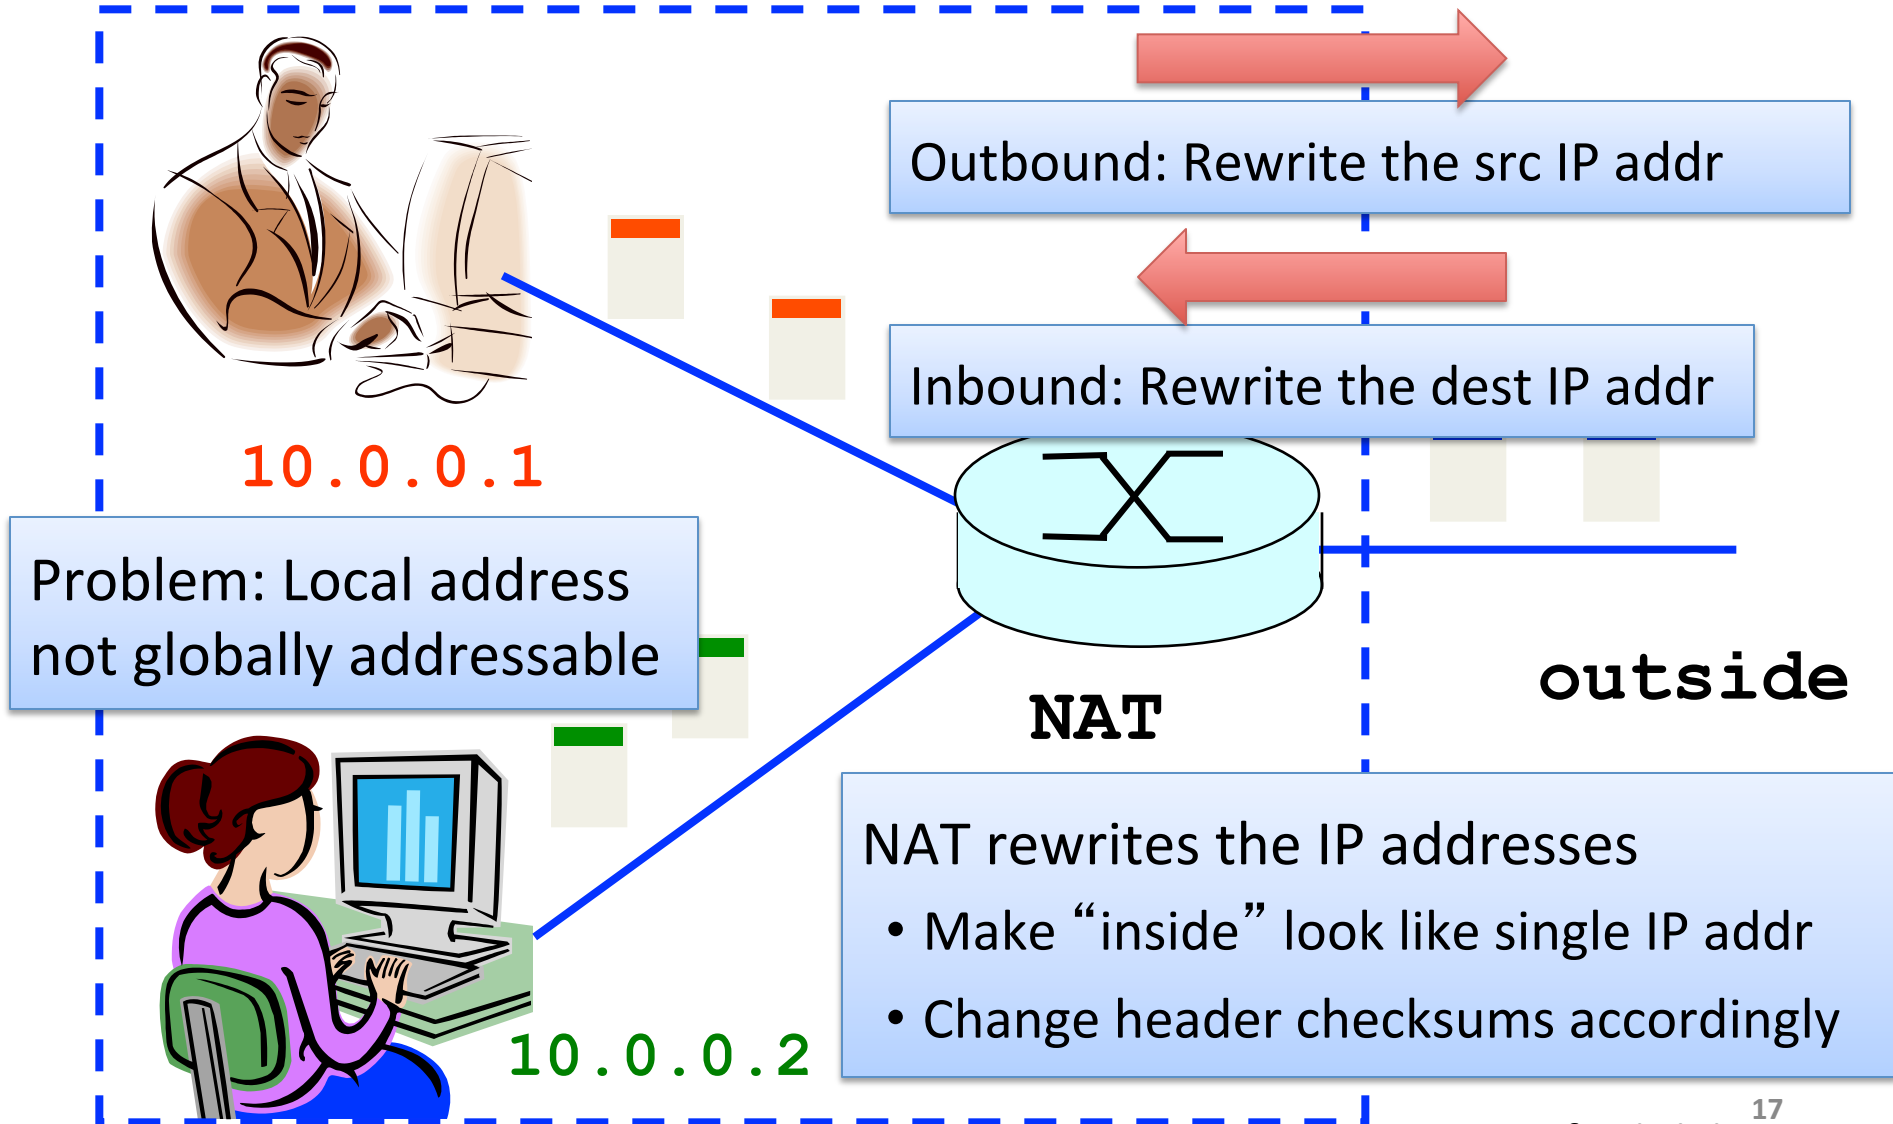 Outbound: Rewrite the src IP addr
Inbound: Rewrite the dest IP addr
10.0.0.1
Problem: Local address
not globally addressable
outside
NAT
NAT rewrites the IP addresses
• Make “inside” look like single IP addr
• Change header checksums accordingly
10.0.0.2
17